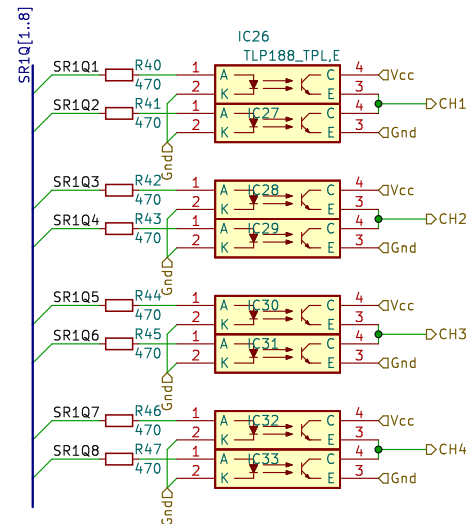 SR1Q[1..8]
IC26
TLP188_TPL,E
SR1Q1 R40 470 1 2 A K C E 4 3 Vcc
SR1Q2 R41 470 1 2 A K IC27 C E 4 3 Gnd
CH1
Gnd
SR1Q3 R42 470 1 2 A K IC28 C E 4 3 Vcc
SR1Q4 R43 470 1 2 A K IC29 C E 4 3 Gnd
CH2
Gnd
SR1Q5 R44 470 1 2 A K IC30 C E 4 3 Vcc
SR1Q6 R45 470 1 2 A K IC31 C E 4 3 Gnd
CH3
Gnd
SR1Q7 R46 470 1 2 A K IC32 C E 4 3 Vcc
SR1Q8 R47 470 1 2 A K IC33 C E 4 3 Gnd
CH4
Gnd